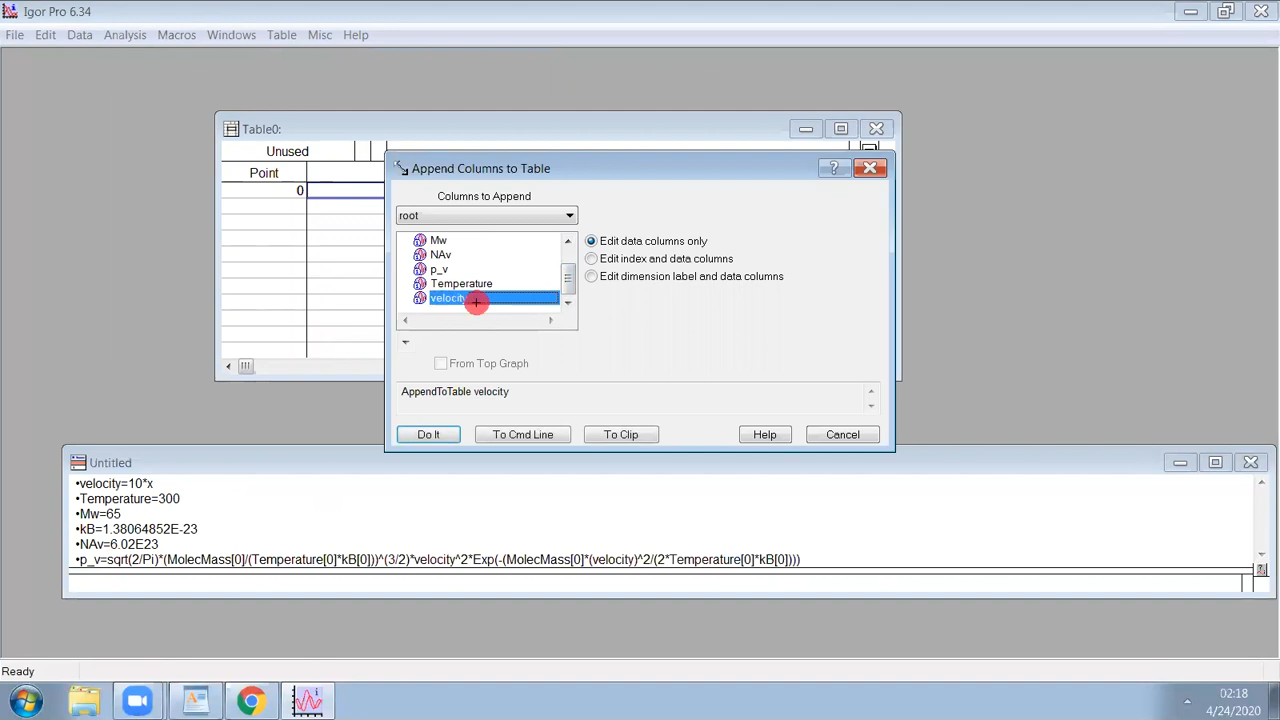 Igor Pro 6.34
File Edit Data Analysis Macros Windows Table Misc Help
Table0:
Unused
Point
0
Append Columns to Table
?
Columns to Append
root
Mw
NAv
p_v
Temperature
velocity
Edit data columns only
Edit index and data columns
Edit dimension label and data columns
From Top Graph
AppendToTable velocity
Do It To Cmd Line To Clip Help Cancel
Untitled
•velocity=10*x
•Temperature=300
•Mw=65
•kB=1.38064852E-23
•NAv=6.02E23
•p_v=sqrt(2/Pi)*(MolecMass[0]/(Temperature[0]*kB[0]))^(3/2)*velocity^2*Exp(-(MolecMass[0]*(velocity)^2/(2*Temperature[0]*kB[0])))
Ready
02:18
4/24/2020